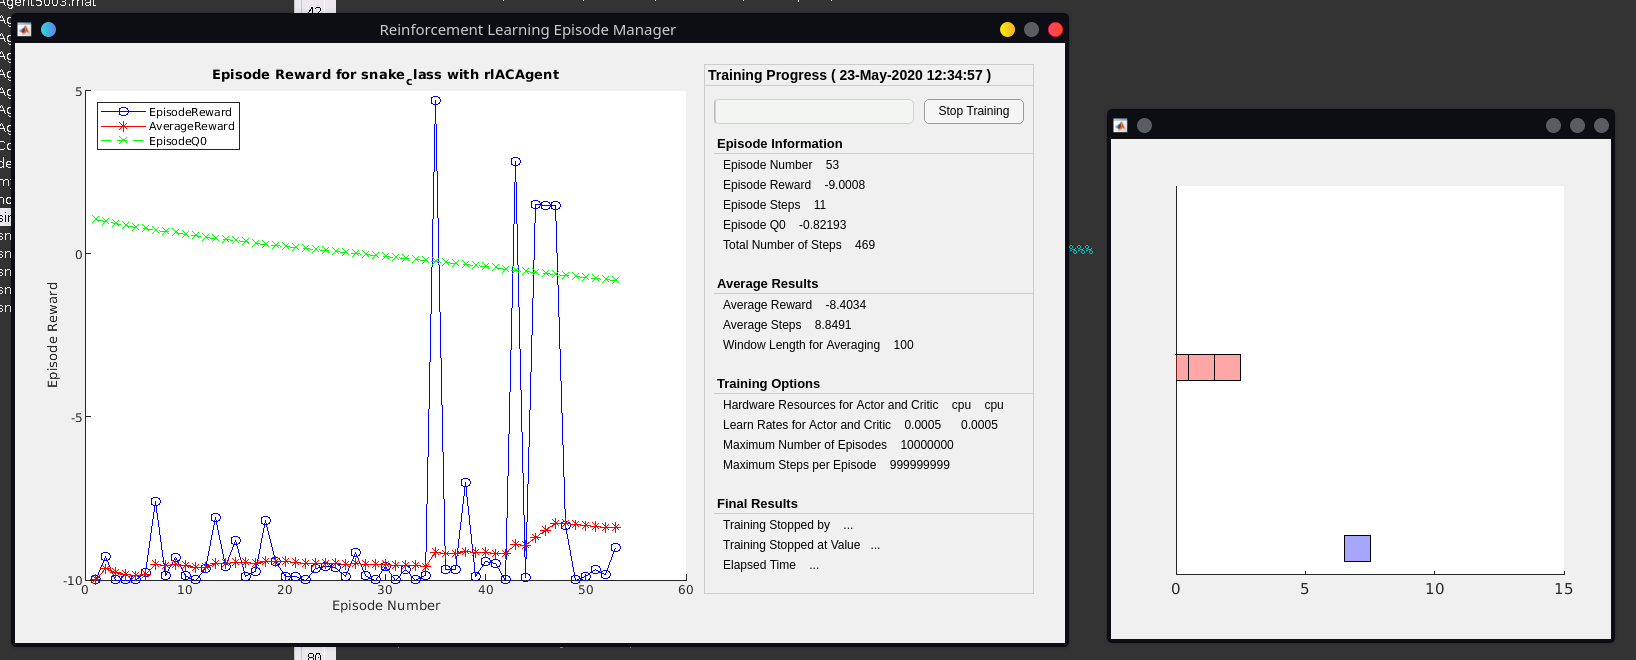 Agent5003.mat
42
Reinforcement Learning Episode Manager
Episode Reward for snake_class with rlACAgent
EpisodeReward
AverageReward
EpisodeQ0
5
0
-5
-10
0 10 20 30 40 50 60
Episode Number
Episode Reward
Training Progress ( 23-May-2020 12:34:57 )
Stop Training
Episode Information
Episode Number 53
Episode Reward -9.0008
Episode Steps 11
Episode Q0 -0.82193
Total Number of Steps 469
Average Results
Average Reward -8.4034
Average Steps 8.8491
Window Length for Averaging 100
Training Options
Hardware Resources for Actor and Critic cpu cpu
Learn Rates for Actor and Critic 0.0005 0.0005
Maximum Number of Episodes 10000000
Maximum Steps per Episode 999999999
Final Results
Training Stopped by ...
Training Stopped at Value ...
Elapsed Time ...
%%%
0 5 10 15
80